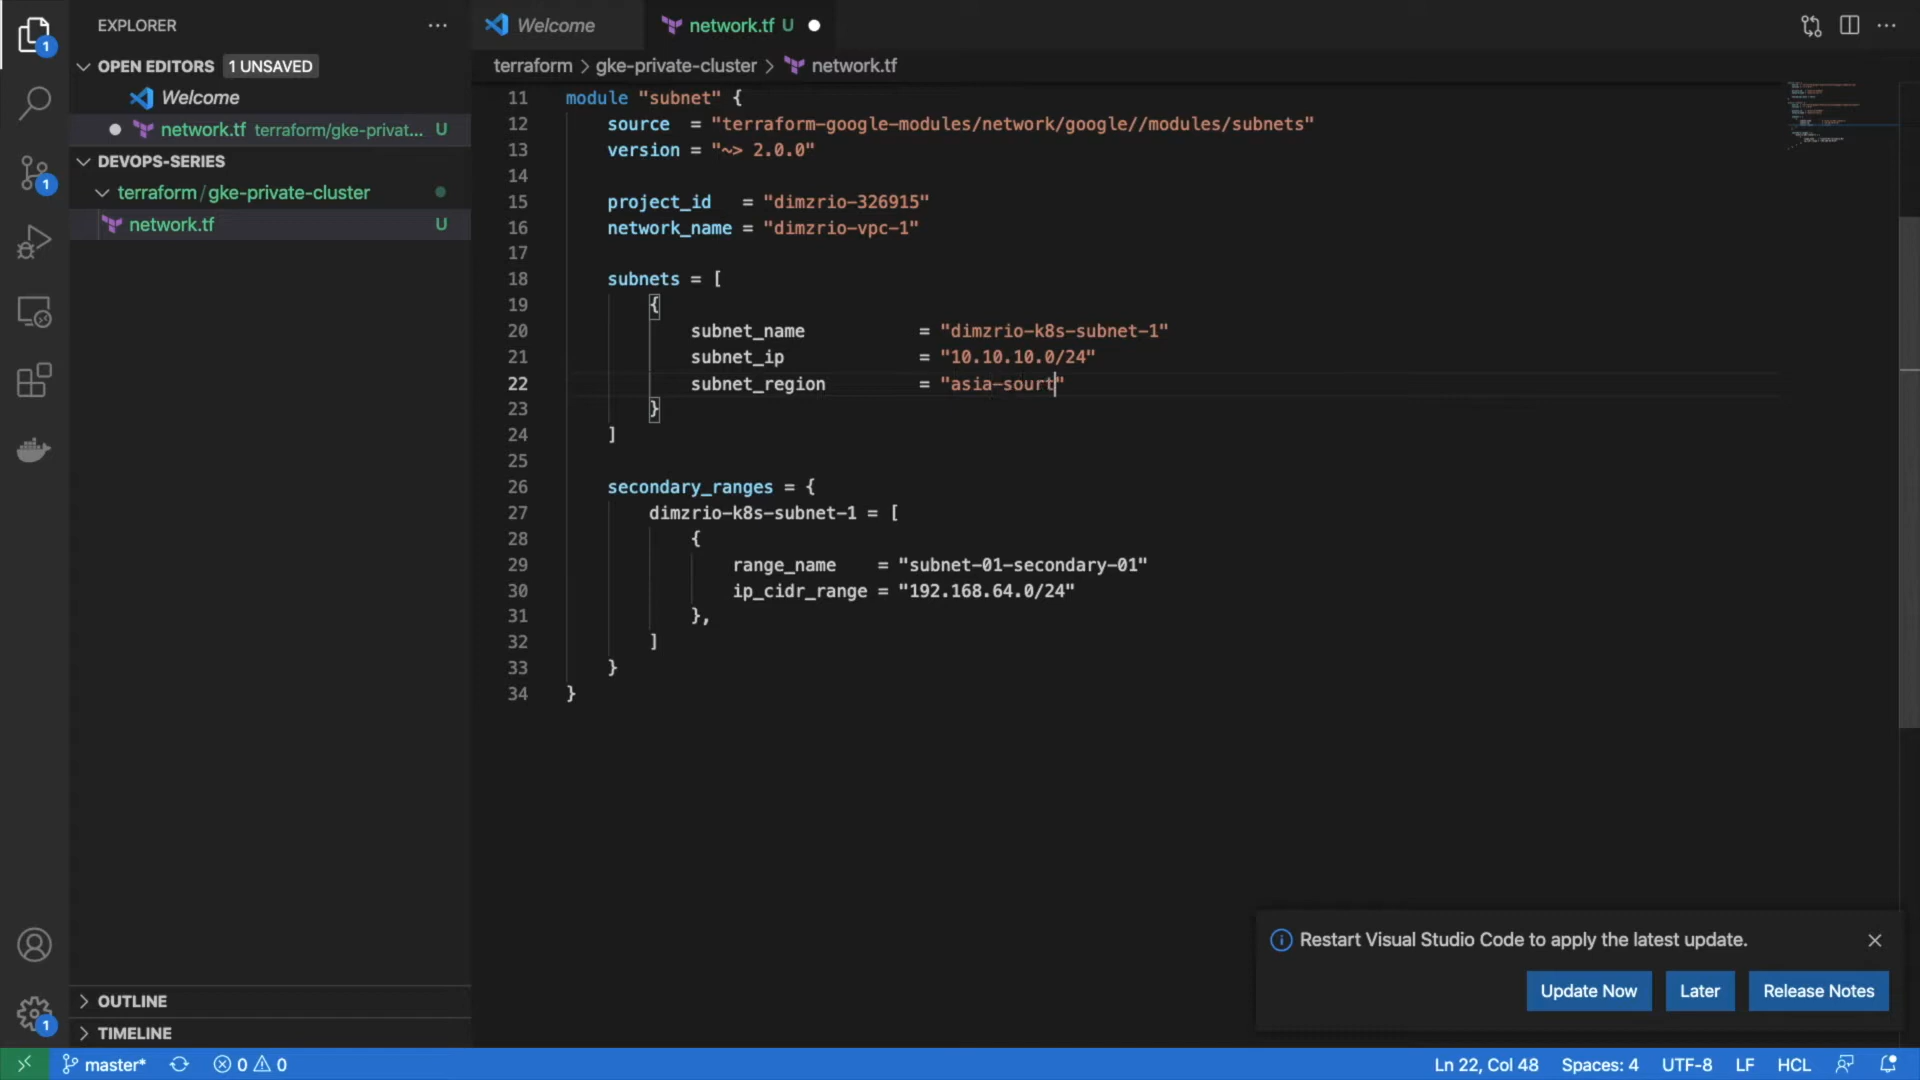 EXPLORER
OPEN EDITORS 1 UNSAVED
Welcome
network.tf terraform/gke-privat... U
DEVOPS-SERIES
terraform/gke-private-cluster
network.tf U
OUTLINE
TIMELINE
Welcome
network.tf U
terraform > gke-private-cluster > network.tf
11 module "subnet" {
12 source = "terraform-google-modules/network/google//modules/subnets"
13 version = "~> 2.0.0"
14
15 project_id = "dimzrio-326915"
16 network_name = "dimzrio-vpc-1"
17
18 subnets = [
19 {
20 subnet_name = "dimzrio-k8s-subnet-1"
21 subnet_ip = "10.10.10.0/24"
22 subnet_region = "asia-sourt"
23 }
24 ]
25
26 secondary_ranges = {
27 dimzrio-k8s-subnet-1 = [
28 {
29 range_name = "subnet-01-secondary-01"
30 ip_cidr_range = "192.168.64.0/24"
31 },
32 ]
33 }
34 }
Restart Visual Studio Code to apply the latest update.
Update Now
Later
Release Notes
1
1
1
master* 0 0
Ln 22, Col 48 Spaces: 4 UTF-8 LF HCL